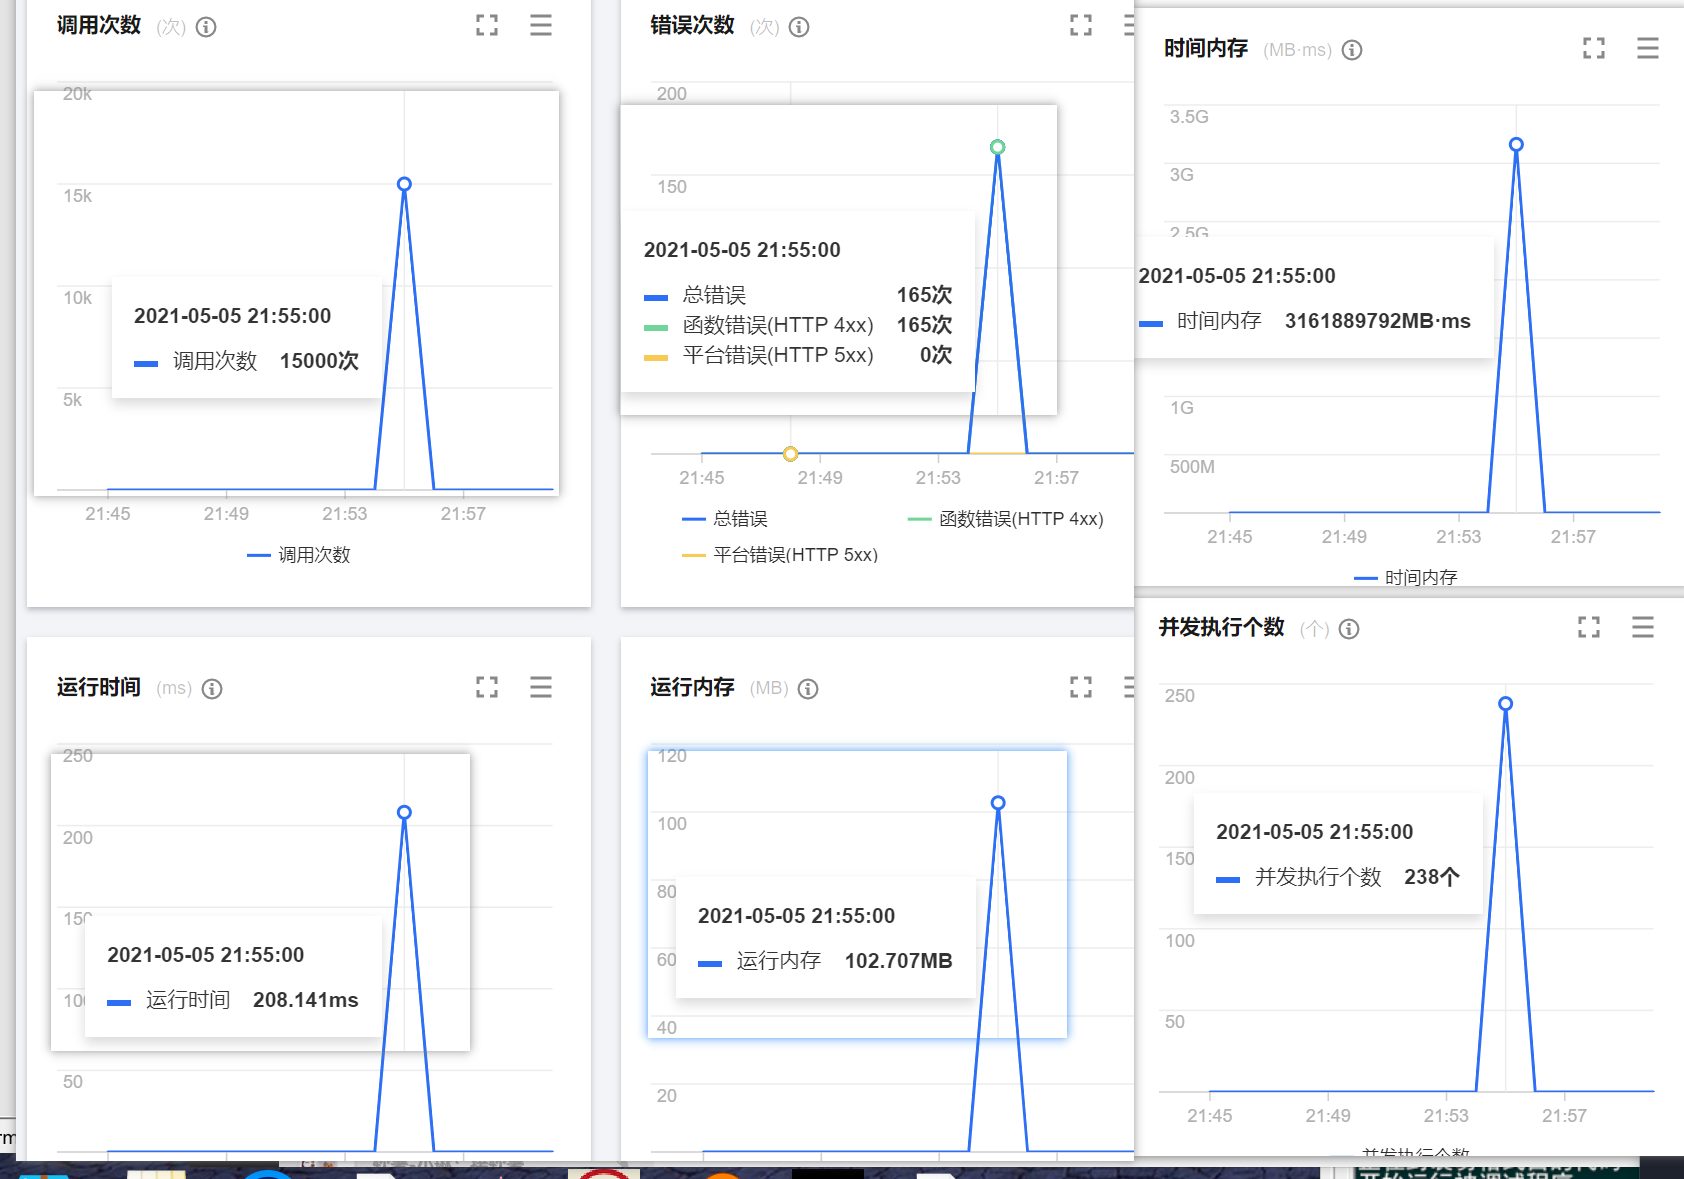 调用次数 (次)
20k
15k
10k
5k
2021-05-05 21:55:00
调用次数 15000次
21:45 21:49 21:53 21:57
调用次数
错误次数 (次)
200
150
2021-05-05 21:55:00
总错误 165次
函数错误(HTTP 4xx) 165次
平台错误(HTTP 5xx) 0次
21:45 21:49 21:53 21:57
总错误 函数错误(HTTP 4xx)
平台错误(HTTP 5xx)
时间内存 (MB·ms)
3.5G
3G
2.5G
2021-05-05 21:55:00
时间内存 3161889792MB·ms
1G
500M
21:45 21:49 21:53 21:57
时间内存
运行时间 (ms)
250
200
150
100
50
2021-05-05 21:55:00
运行时间 208.141ms
运行内存 (MB)
120
100
80
60
40
20
2021-05-05 21:55:00
运行内存 102.707MB
并发执行个数 (个)
250
200
150
100
50
2021-05-05 21:55:00
并发执行个数 238个
21:45 21:49 21:53 21:57
并发执行个数